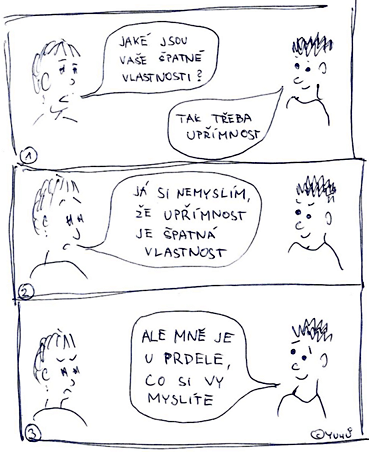 JAKÉ JSOU
VAŠE ŠPATNÉ
VLASTNOSTI?
TAK TŘEBA
UPŘÍMNOST
1
JÁ SI NEMYSLÍM,
ŽE UPŘÍMNOST
JE ŠPATNÁ
VLASTNOST
2
ALE MNĚ JE
U PRDELE,
CO SI VY
MYSLÍTE
3